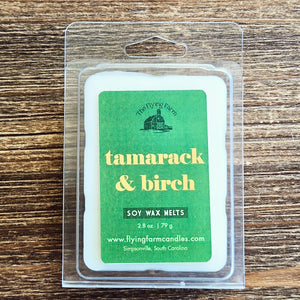 The Flying Farm
tamarack
& birch
SOY WAX MELTS
2.8 oz. | 79 g
www.flyingfarmcandles.com
Simpsonville, South Carolina